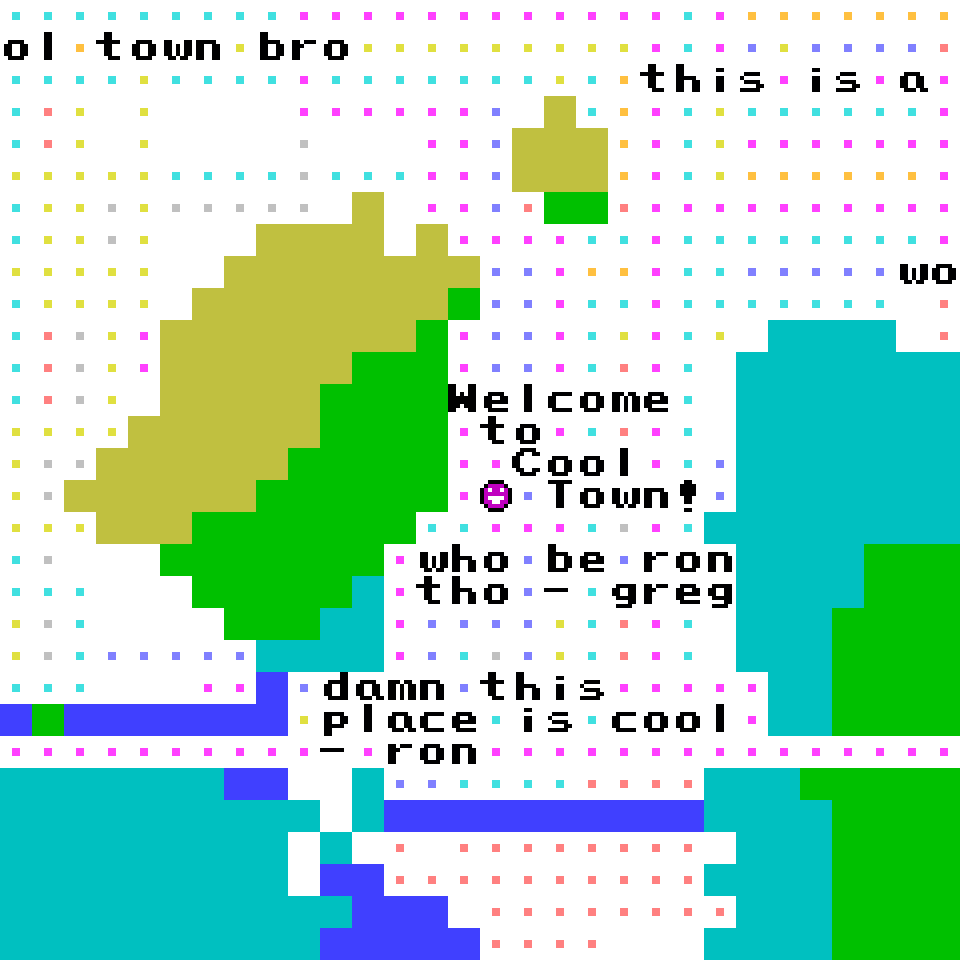 ol town bro
this is a
wo
Welcome
to
Cool
Town!
who be ron
tho - greg
damn this
place is cool
- ron